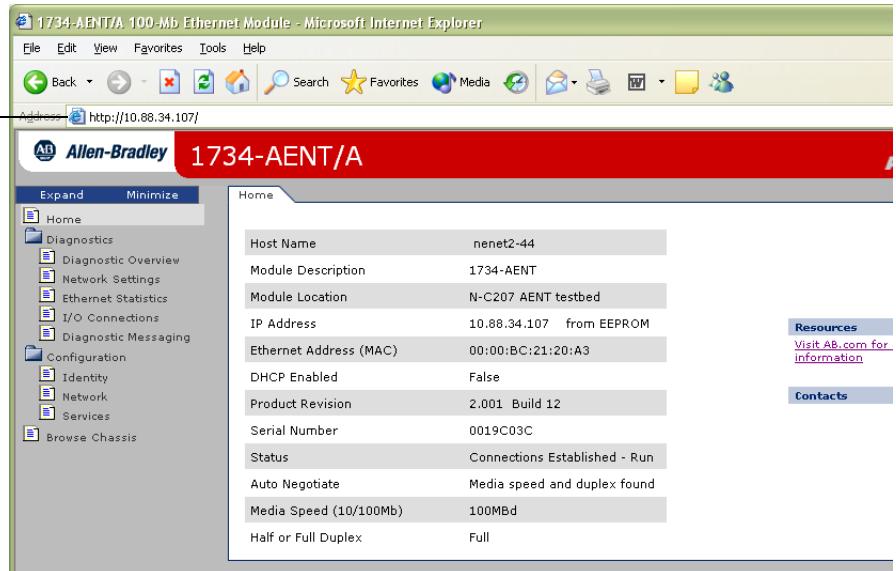 1734-AENT/A 100-Mb Ethernet Module - Microsoft Internet Explorer
File Edit View Favorites Tools Help
Back Search Favorites Media
Address http://10.88.34.107/
AB Allen-Bradley 1734-AENT/A
Expand Minimize
Home
Diagnostics
Diagnostic Overview
Network Settings
Ethernet Statistics
I/O Connections
Diagnostic Messaging
Configuration
Identity
Network
Services
Browse Chassis
Home
Host Name nenet2-44
Module Description 1734-AENT
Module Location N-C207 AENT testbed
IP Address 10.88.34.107 from EEPROM
Ethernet Address (MAC) 00:00:BC:21:20:A3
DHCP Enabled False
Product Revision 2.001 Build 12
Serial Number 0019C03C
Status Connections Established - Run
Auto Negotiate Media speed and duplex found
Media Speed (10/100Mb) 100MBd
Half or Full Duplex Full
Resources
Visit AB.com for
information
Contacts